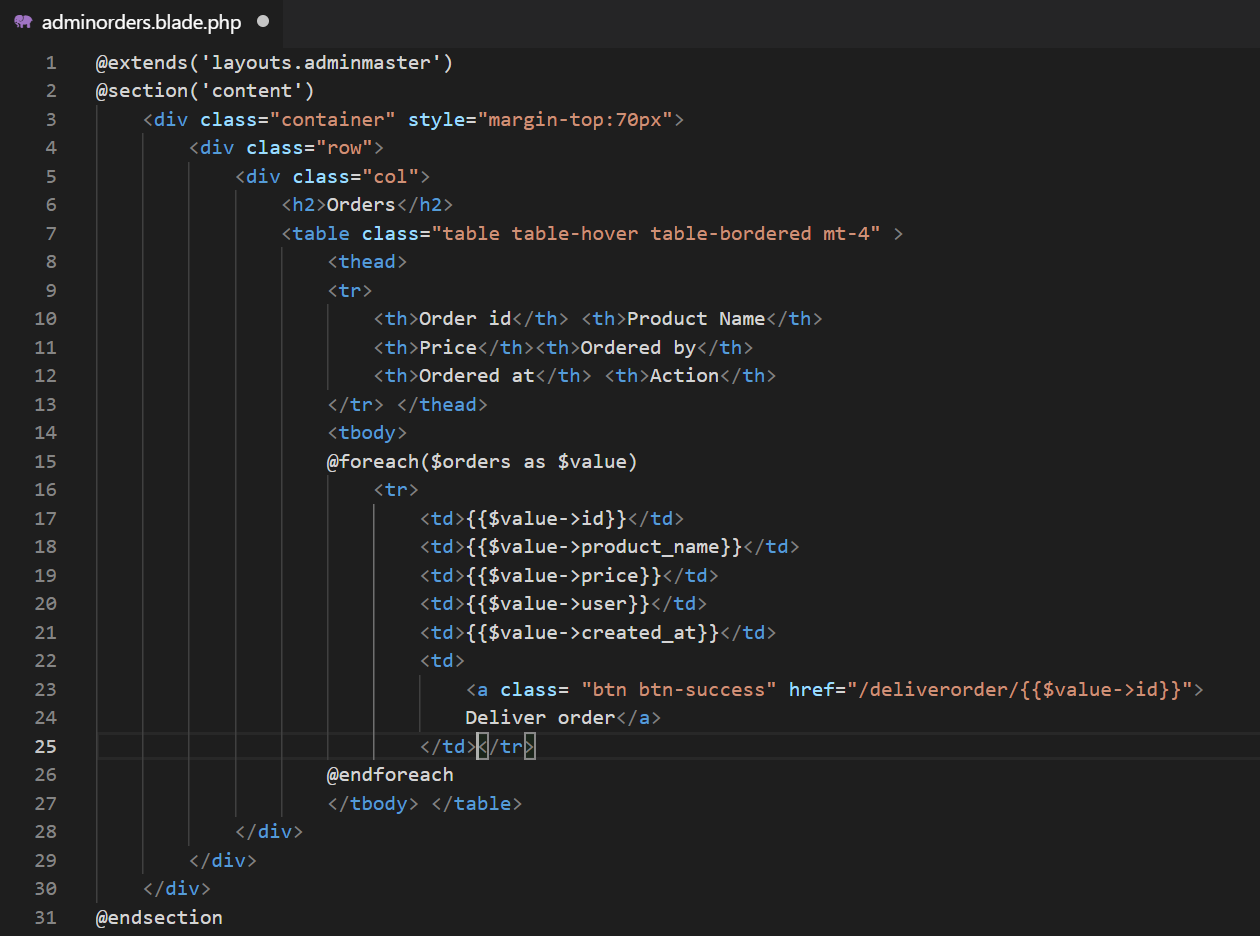 adminorders.blade.php
1 @extends('layouts.adminmaster')
2 @section('content')
3 <div class="container" style="margin-top:70px">
4 <div class="row">
5 <div class="col">
6 <h2>Orders</h2>
7 <table class="table table-hover table-bordered mt-4" >
8 <thead>
9 <tr>
10 <th>Order id</th> <th>Product Name</th>
11 <th>Price</th><th>Ordered by</th>
12 <th>Ordered at</th> <th>Action</th>
13 </tr> </thead>
14 <tbody>
15 @foreach($orders as $value)
16 <tr>
17 <td>{{$value->id}}</td>
18 <td>{{$value->product_name}}</td>
19 <td>{{$value->price}}</td>
20 <td>{{$value->user}}</td>
21 <td>{{$value->created_at}}</td>
22 <td>
23 <a class= "btn btn-success" href="/deliverorder/{{$value->id}}">
24 Deliver order</a>
25 </td></tr>
26 @endforeach
27 </tbody> </table>
28 </div>
29 </div>
30 </div>
31 @endsection